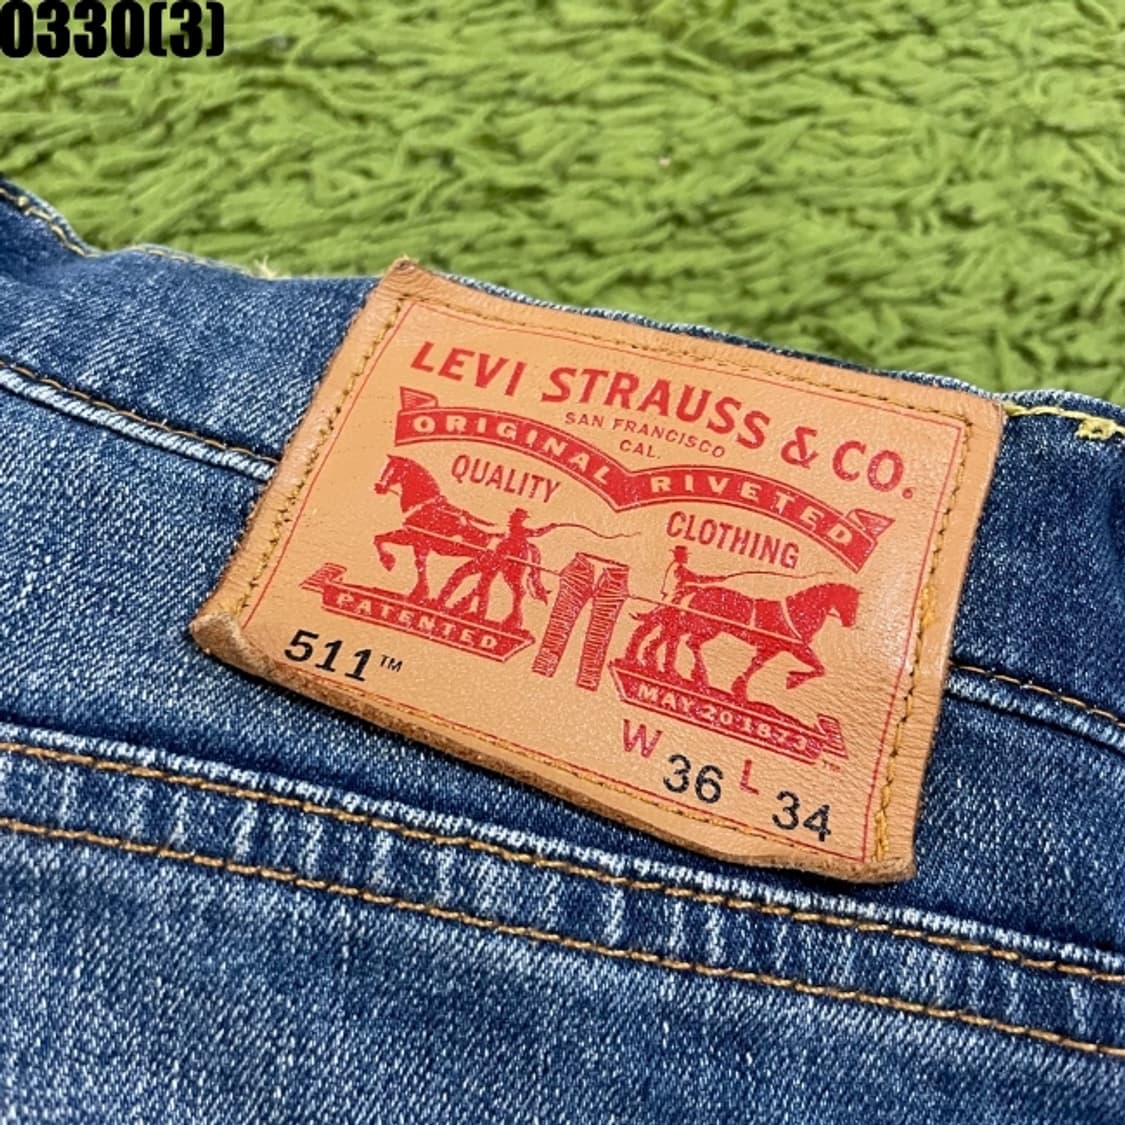 0330(3)
LEVI STRAUSS & CO.
SAN FRANCISCO
CAL.
ORIGINAL RIVETED
QUALITY
CLOTHING
PATENTED
MAY 20 1873
511™
W 36 L 34